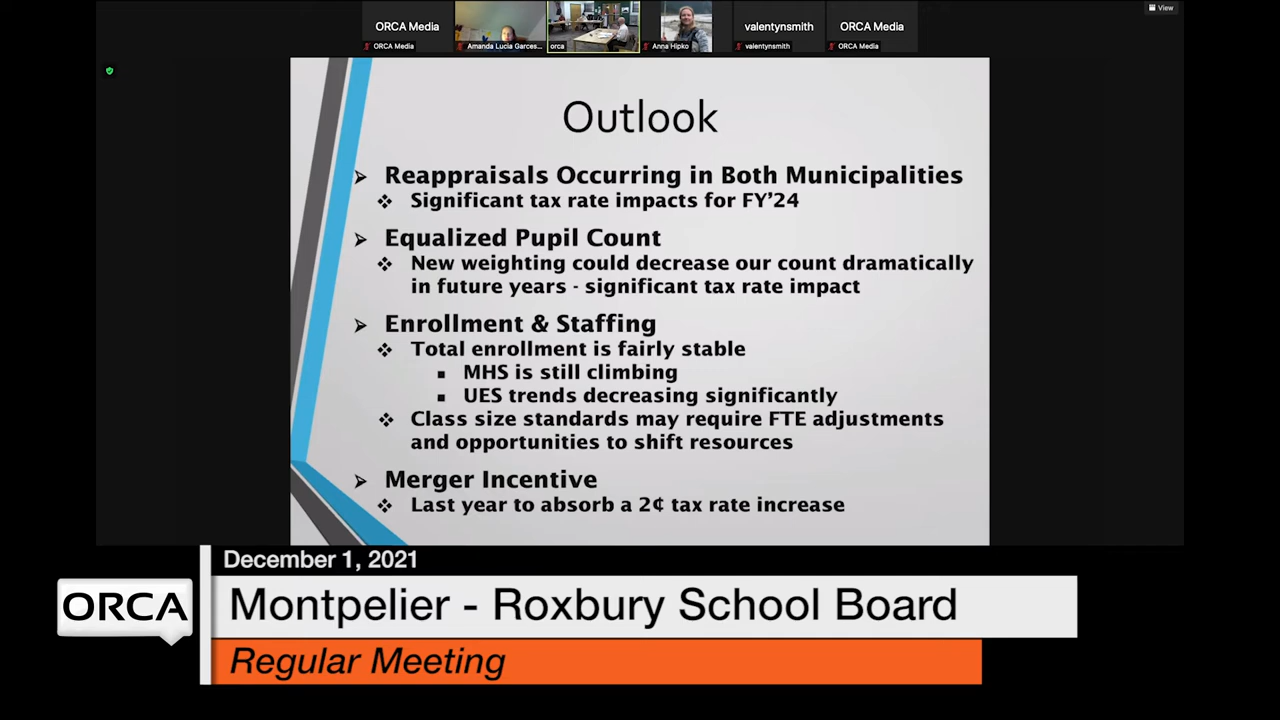 View
ORCA Media
valentynsmith
ORCA Media
ORCA Media
Amanda Lucia Garces...
orca
Anna Hipko
valentynsmith
ORCA Media
Outlook
Reappraisals Occurring in Both Municipalities
Significant tax rate impacts for FY’24
Equalized Pupil Count
New weighting could decrease our count dramatically
in future years - significant tax rate impact
Enrollment & Staffing
Total enrollment is fairly stable
MHS is still climbing
UES trends decreasing significantly
Class size standards may require FTE adjustments
and opportunities to shift resources
Merger Incentive
Last year to absorb a 2¢ tax rate increase
December 1, 2021
ORCA
Montpelier - Roxbury School Board
Regular Meeting